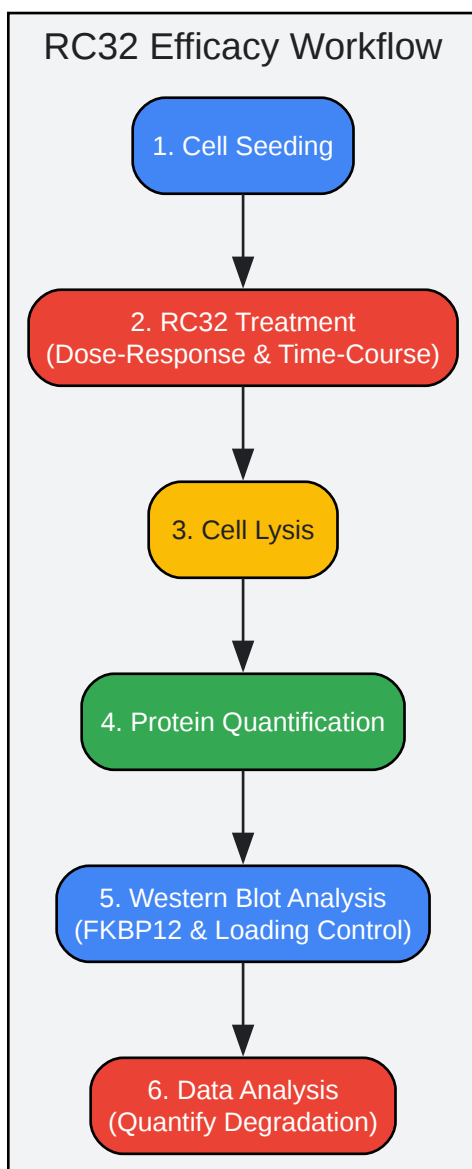 RC32 Efficacy Workflow
1. Cell Seeding
2. RC32 Treatment
(Dose-Response & Time-Course)
3. Cell Lysis
4. Protein Quantification
5. Western Blot Analysis
(FKBP12 & Loading Control)
6. Data Analysis
(Quantify Degradation)